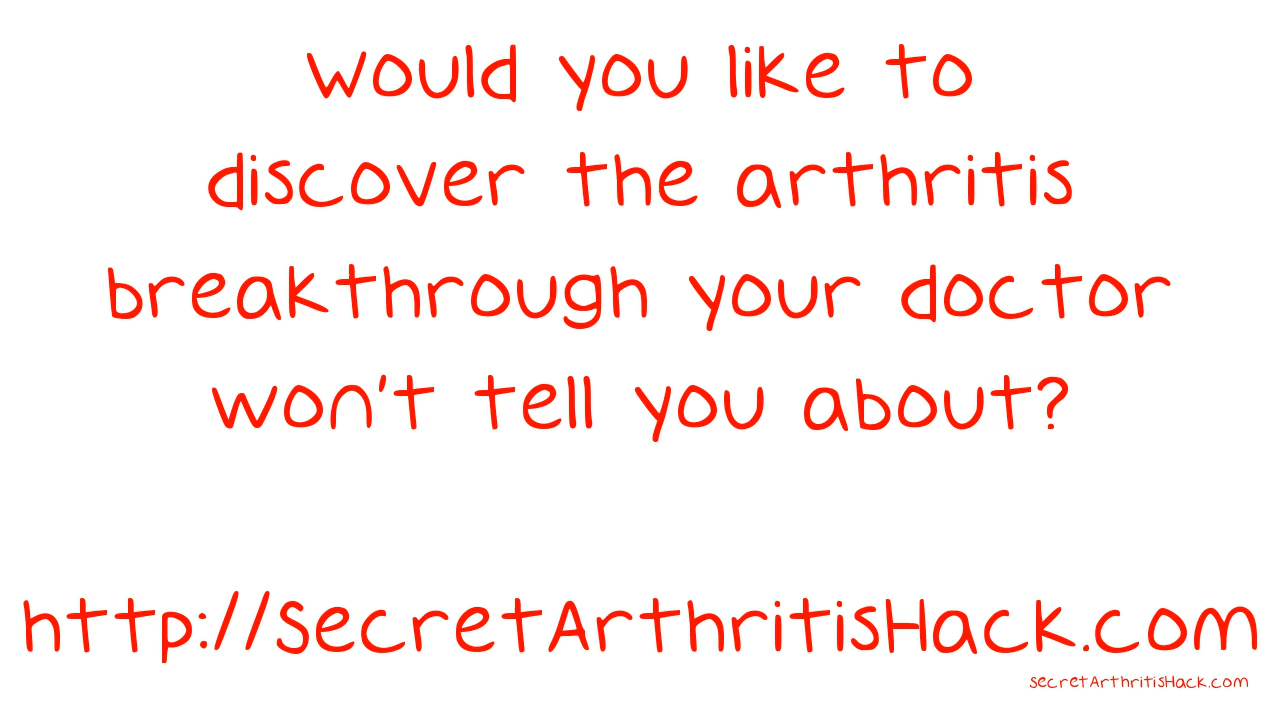 Would you like to
discover the arthritis
breakthrough your doctor
won't tell you about?
http://SecretArthritisHack.com
SecretArthritisHack.com